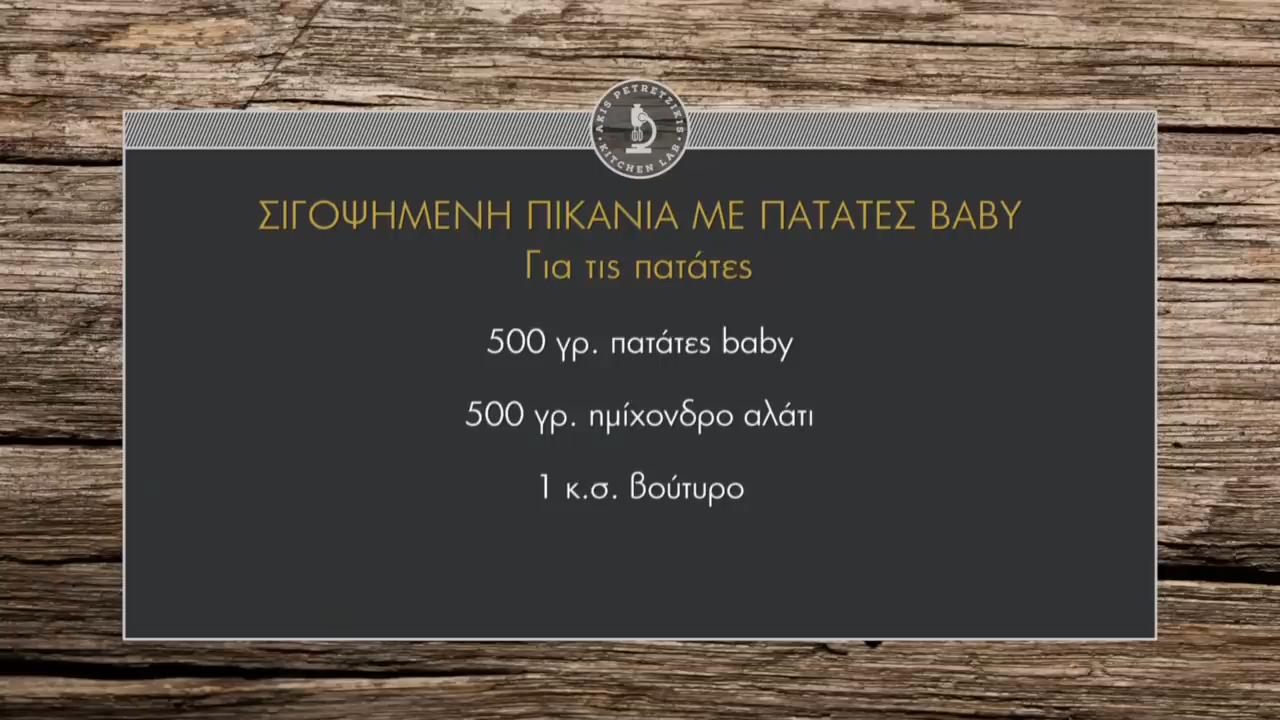 AKIS PETRETZIKIS
KITCHEN LAB
ΣΙΓΟΨΗΜΕΝΗ ΠΙΚΑΝΙΑ ΜΕ ΠΑΤΑΤΕΣ BABY
Για τις πατάτες
500 γρ. πατάτες baby
500 γρ. ημίχονδρο αλάτι
1 κ.σ. βούτυρο